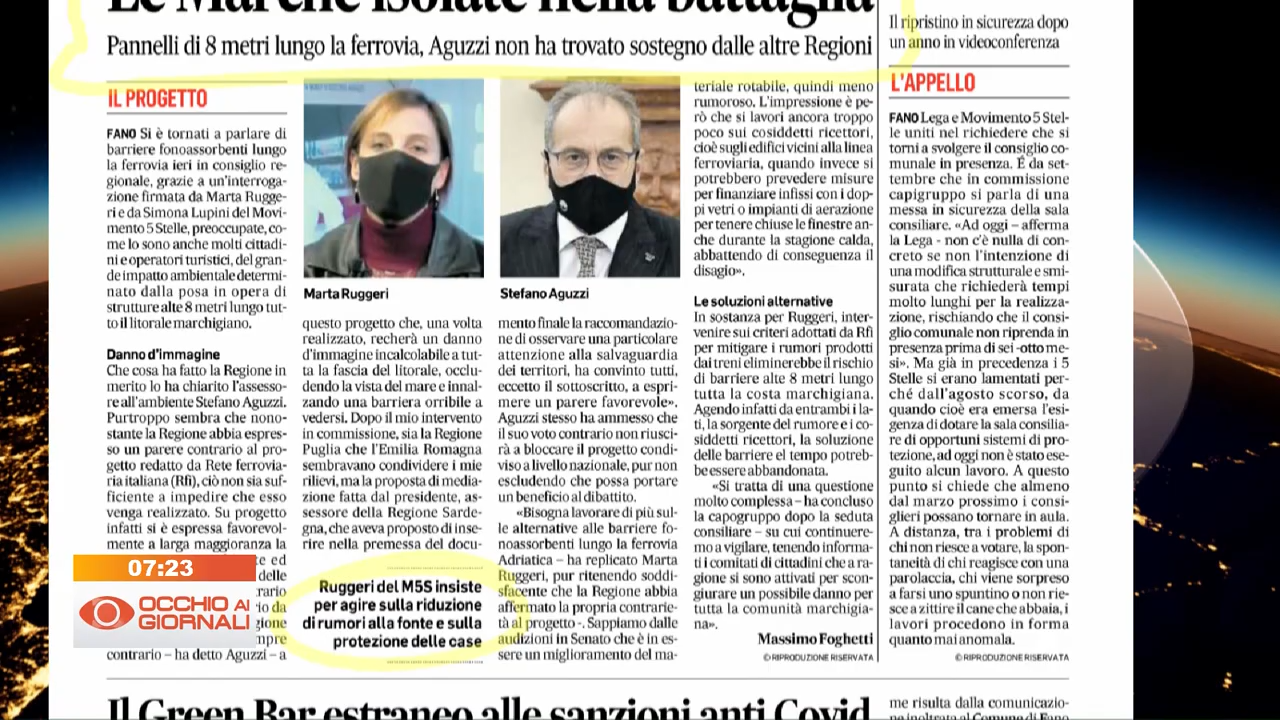 Le Marche isolate nella battaglia
Pannelli di 8 metri lungo la ferrovia, Aguzzi non ha trovato sostegno dalle altre Regioni
IL PROGETTO
FANO Si è tornati a parlare di
barriere fonoassorbenti lungo
la ferrovia ieri in consiglio re-
gionale, grazie a un'interroga-
zione firmata da Marta Rugge-
ri e da Simona Lupini del Movi-
mento 5 Stelle, preoccupate, co-
me lo sono anche molti cittadi-
ni e operatori turistici, del gran-
de impatto ambientale determi-
nato dalla posa in opera di
strutture alte 8 metri lungo tut-
to il litorale marchigiano.
Danno d'immagine
Che cosa ha fatto la Regione in
merito lo ha chiarito l'assesso-
re all'ambiente Stefano Aguzzi.
Purtroppo sembra che nono-
stante la Regione abbia espres-
so un parere contrario al pro-
getto redatto da Rete ferrovia-
ria italiana (Rfi), ciò non sia suf-
ficiente a impedire che esso
venga realizzato. Su progetto
infatti si è espressa favorevol-
mente a larga maggioranza la
te ed
delle
rario
io da
gione
mpre
contrario – ha detto Aguzzi – a
Marta Ruggeri
questo progetto che, una volta
realizzato, recherà un danno
d'immagine incalcolabile a tut-
ta la fascia del litorale, occlu-
dendo la vista del mare e innal-
zando una barriera orribile a
vedersi. Dopo il mio intervento
in commissione, sia la Regione
Puglia che l'Emilia Romagna
sembravano condividere i mie
rilievi, ma la proposta di media-
zione fatta dal presidente, as-
sessore della Regione Sarde-
gna, che aveva proposto di inse-
rire nella premessa del docu-
Ruggeri del M5S insiste
per agire sulla riduzione
di rumori alla fonte e sulla
protezione delle case
Stefano Aguzzi
mento finale la raccomandazio-
ne di osservare una particolare
attenzione alla salvaguardia
dei territori, ha convinto tutti,
eccetto il sottoscritto, a espri-
mere un parere favorevole».
Aguzzi stesso ha ammesso che
il suo voto contrario non riusci-
rà a bloccare il progetto condi-
viso a livello nazionale, pur non
escludendo che possa portare
un beneficio al dibattito.
«Bisogna lavorare di più sul-
le alternative alle barriere fo-
noassorbenti lungo la ferrovia
Adriatica – ha replicato Marta
Ruggeri, pur ritenendo soddi-
sfacente che la Regione abbia
affermato la propria contrarie-
tà al progetto -. Sappiamo dalle
audizioni in Senato che è in es-
sere un miglioramento del ma-
teriale rotabile, quindi meno
rumoroso. L'impressione è pe-
rò che si lavori ancora troppo
poco sui cosiddetti ricettori,
cioè sugli edifici vicini alla linea
ferroviaria, quando invece si
potrebbero prevedere misure
per finanziare infissi con i dop-
pi vetri o impianti di aerazione
per tenere chiuse le finestre an-
che durante la stagione calda,
abbattendo di conseguenza il
disagio».
Le soluzioni alternative
In sostanza per Ruggeri, inter-
venire sui criteri adottati da Rfi
per mitigare i rumori prodotti
dai treni eliminerebbe il rischio
di barriere alte 8 metri lungo
tutta la costa marchigiana.
Agendo infatti da entrambi i la-
ti, la sorgente del rumore e i co-
siddetti ricettori, la soluzione
delle barriere el tempo potreb-
be essere abbandonata.
«Si tratta di una questione
molto complessa – ha concluso
la capogruppo dopo la seduta
consiliare – su cui continuere-
mo a vigilare, tenendo informa-
ti i comitati di cittadini che a ra-
gione si sono attivati per scon-
giurare un possibile danno per
tutta la comunità marchigia-
na».
Massimo Foghetti
© RIPRODUZIONE RISERVATA
Il ripristino in sicurezza dopo
un anno in videoconferenza
L'APPELLO
FANO Lega e Movimento 5 Stel-
le uniti nel richiedere che si
torni a svolgere il consiglio co-
munale in presenza. É da set-
tembre che in commissione
capigruppo si parla di una
messa in sicurezza della sala
consiliare. «Ad oggi – afferma
la Lega - non c'è nulla di con-
creto se non l'intenzione di
una modifica strutturale e smi-
surata che richiederà tempi
molto lunghi per la realizza-
zione, rischiando che il consi-
glio comunale non riprenda in
presenza prima di sei -otto me-
si». Ma già in precedenza i 5
Stelle si erano lamentati per-
ché dall'agosto scorso, da
quando cioè era emersa l'esi-
genza di dotare la sala consilia-
re di opportuni sistemi di pro-
tezione, ad oggi non è stato ese-
guito alcun lavoro. A questo
punto si chiede che almeno
dal marzo prossimo i consi-
glieri possano tornare in aula.
A distanza, tra i problemi di
chi non riesce a votare, la spon-
taneità di chi reagisce con una
parolaccia, chi viene sorpreso
a farsi uno spuntino o non rie-
sce a zittire il cane che abbaia, i
lavori procedono in forma
quanto mai anomala.
© RIPRODUZIONE RISERVATA
07:23
OCCHIO AI
GIORNALI
Il Green Bar estraneo alle sanzioni anti Covid
me risulta dalla comunicazio-
ne inoltrata al Comune di Fano